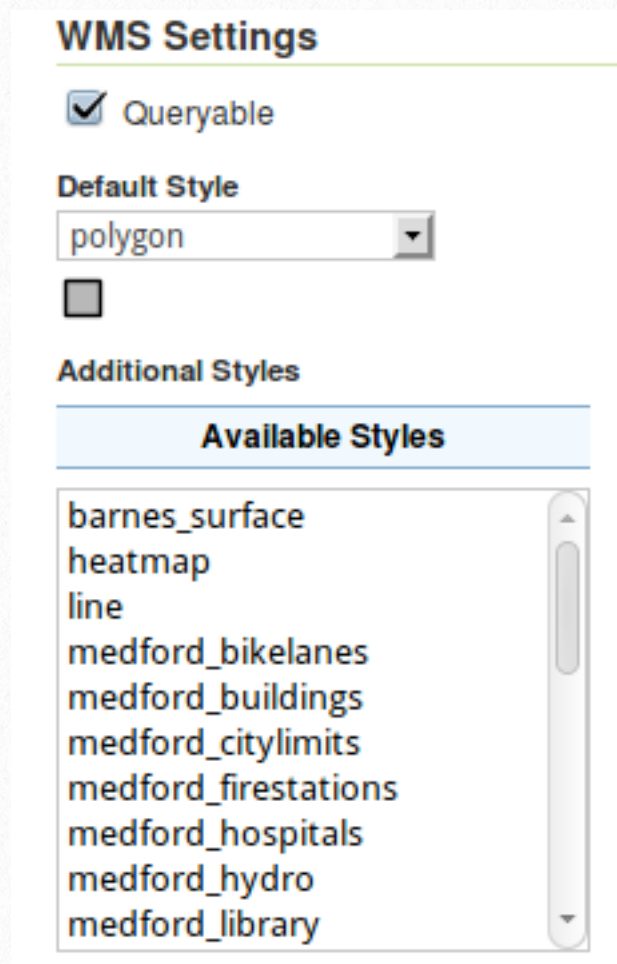 WMS Settings
Queryable
Default Style
polygon
Additional Styles
Available Styles
barnes_surface
heatmap
line
medford_bikelanes
medford_buildings
medford_citylimits
medford_firestations
medford_hospitals
medford_hydro
medford_library